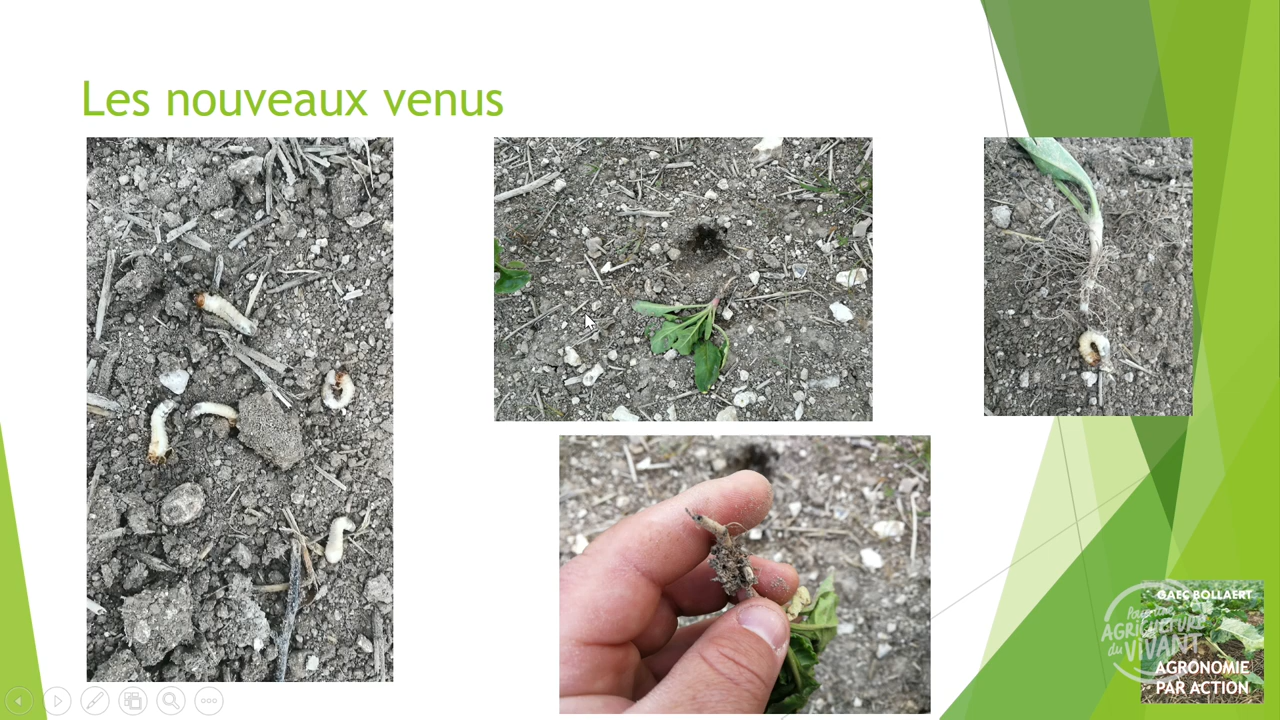 Les nouveaux venus
GAEC BOLLAERT
Pour une
AGRICULTURE
du VIVANT
AGRONOMIE
PAR ACTION